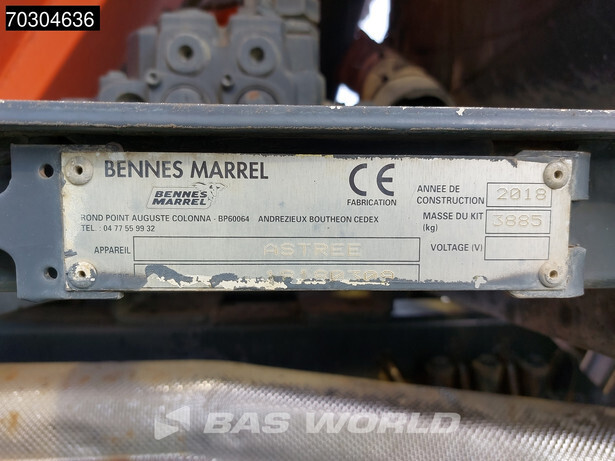 70304636
BENNES MARREL
BENNES
MARREL
CE
FABRICATION
ROND POINT AUGUSTE COLONNA - BP60064 ANDREZIEUX BOUTHEON CEDEX
TEL : 04 77 55 99 32
ANNEE DE
CONSTRUCTION 2018
MASSE DU KIT
(kg) 3885
VOLTAGE (V)
APPAREIL ASTREE
BAS WORLD